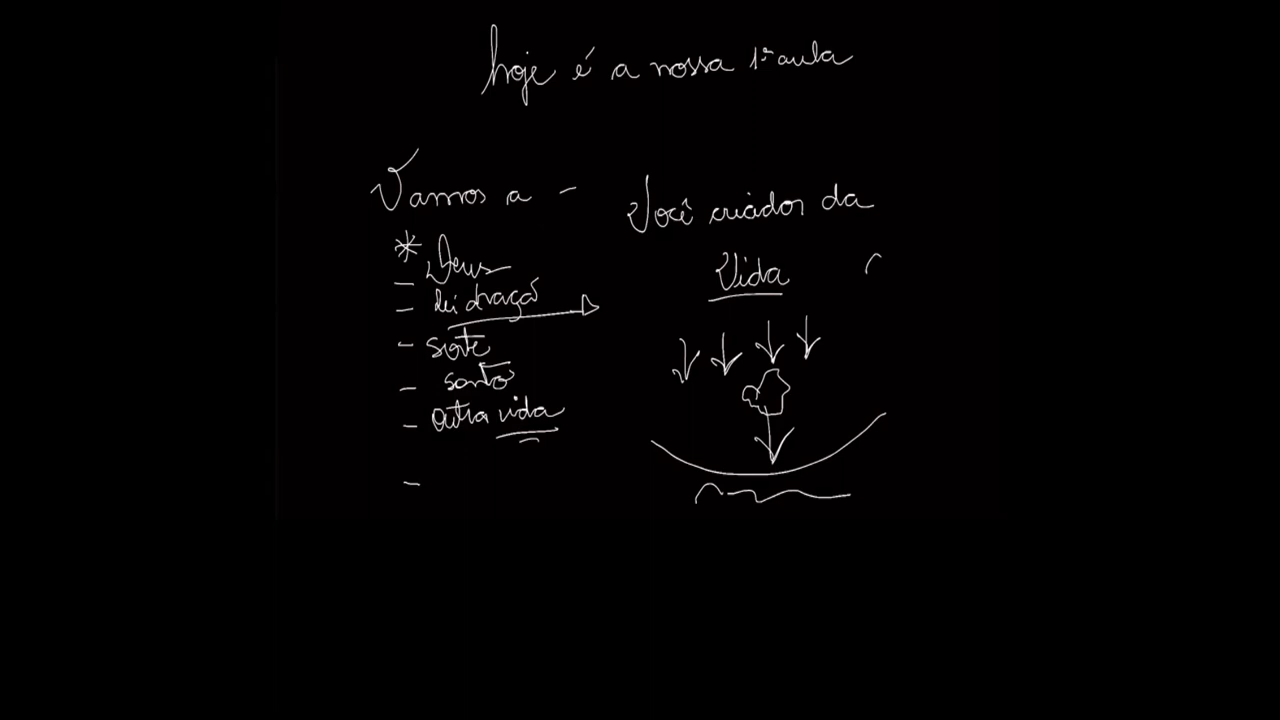 hoje é a nossa 1ª aula
Vamos a -
* Deus
- lei atração
- sorte
- santo
- outra vida
-
Você criador da
Vida